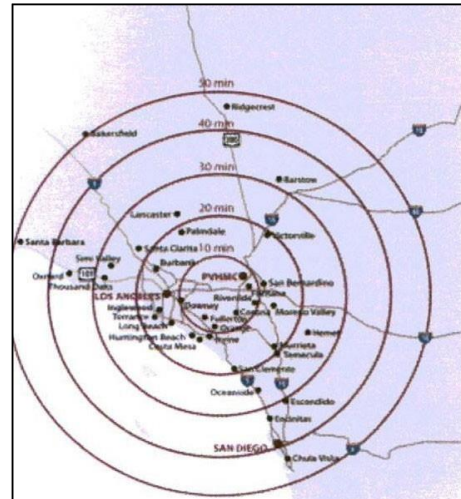 50 min
Ridgecrest
Bakersfield
40 min
395
15
30 min
Barstow
5
40
Lancaster
20 min
15
Palmdale
Victorville
Santa Barbara
Santa Clarita
Simi Valley
10 min
Burbank
Oxnard
101
PVHMC
San Bernardino
Thousand Oaks
Fontana
LOS ANGELES
Downey
Riverside
Inglewood
Corona
Moreno Valley
Torrance
Fullerton
Long Beach
Orange
Hemet
Huntington Beach
Irvine
Costa Mesa
Murrieta
Temecula
San Clemente
5
15
Oceanside
Escondido
Encinitas
SAN DIEGO
8
Chula Vista